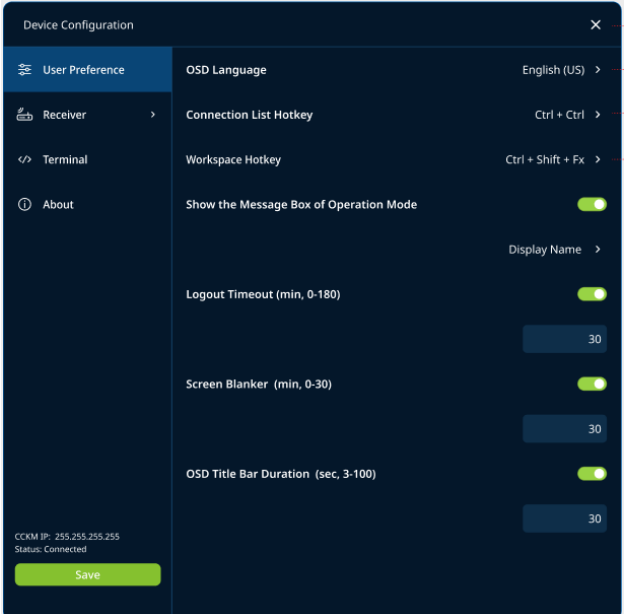 Device Configuration
User Preference
Receiver
Terminal
About
CCKM IP: 255.255.255.255
Status: Connected
Save
OSD Language English (US)
Connection List Hotkey Ctrl + Ctrl
Workspace Hotkey Ctrl + Shift + Fx
Show the Message Box of Operation Mode
Display Name
Logout Timeout (min, 0-180)
30
Screen Blanker (min, 0-30)
30
OSD Title Bar Duration (sec, 3-100)
30